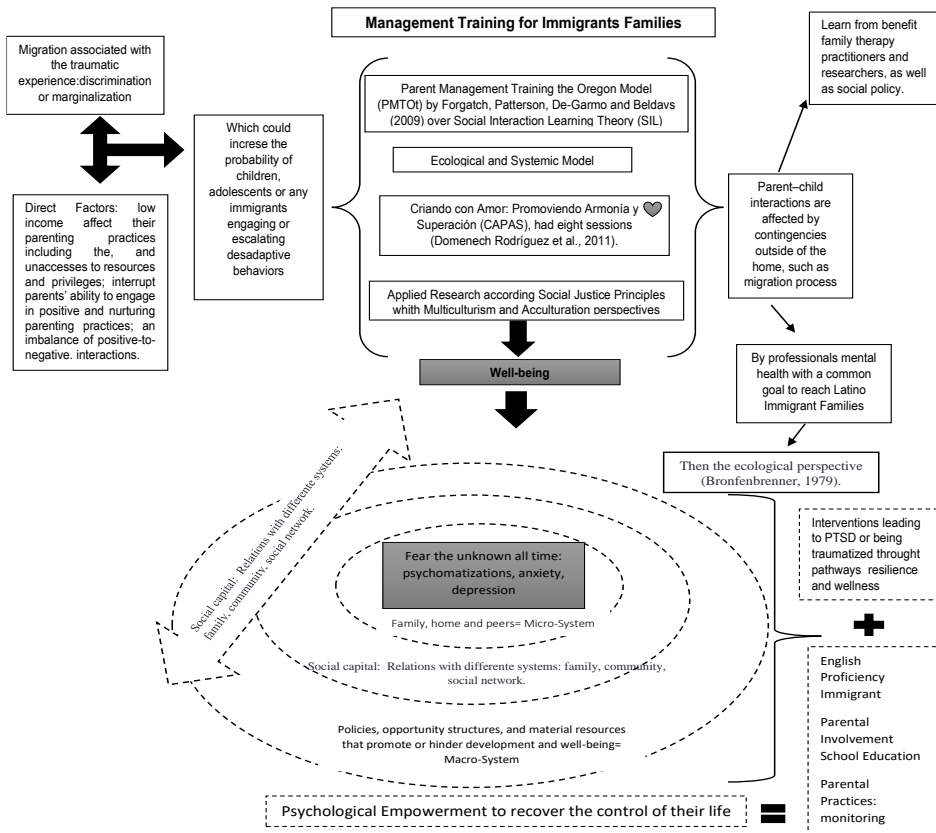 Management Training for Immigrants Families
Migration associated with
the traumatic
experience:discrimination
or marginalization
Direct Factors: low
income affect their
parenting practices
including the, and
unaccesses to resources
and privileges; interrupt
parents' ability to engage
in positive and nurturing
parenting practices; an
imbalance of positive-to-
negative. interactions.
Which could
increse the
probability of
children,
adolescents or any
immigrants
engaging or
escalating
desadaptive
behaviors
Parent Management Training the Oregon Model
(PMTOt) by Forgatch, Patterson, De-Garmo and Beldavs
(2009) over Social Interaction Learning Theory (SIL)
Ecological and Systemic Model
Criando con Amor: Promoviendo Armonía y
Superación (CAPAS), had eight sessions
(Domenech Rodríguez et al., 2011).
Applied Research according Social Justice Principles
whith Multiculturism and Acculturation perspectives
Well-being
Learn from benefit
family therapy
practitioners and
researchers, as well
as social policy.
Parent–child
interactions are
affected by
contingencies
outside of the
home, such as
migration process
By professionals mental
health with a common
goal to reach Latino
Immigrant Families
Then the ecological perspective
(Bronfenbrenner, 1979).
Social capital: Relations with differente systems:
family, community, social network.
Fear the unknown all time:
psychomatizations, anxiety,
depression
Family, home and peers= Micro-System
Social capital: Relations with differente systems: family, community,
social network.
Policies, opportunity structures, and material resources
that promote or hinder development and well-being=
Macro-System
Interventions leading
to PTSD or being
traumatized throught
pathways resilience
and wellness
English
Proficiency
Immigrant
Parental
Involvement
School Education
Parental
Practices:
monitoring
Psychological Empowerment to recover the control of their life